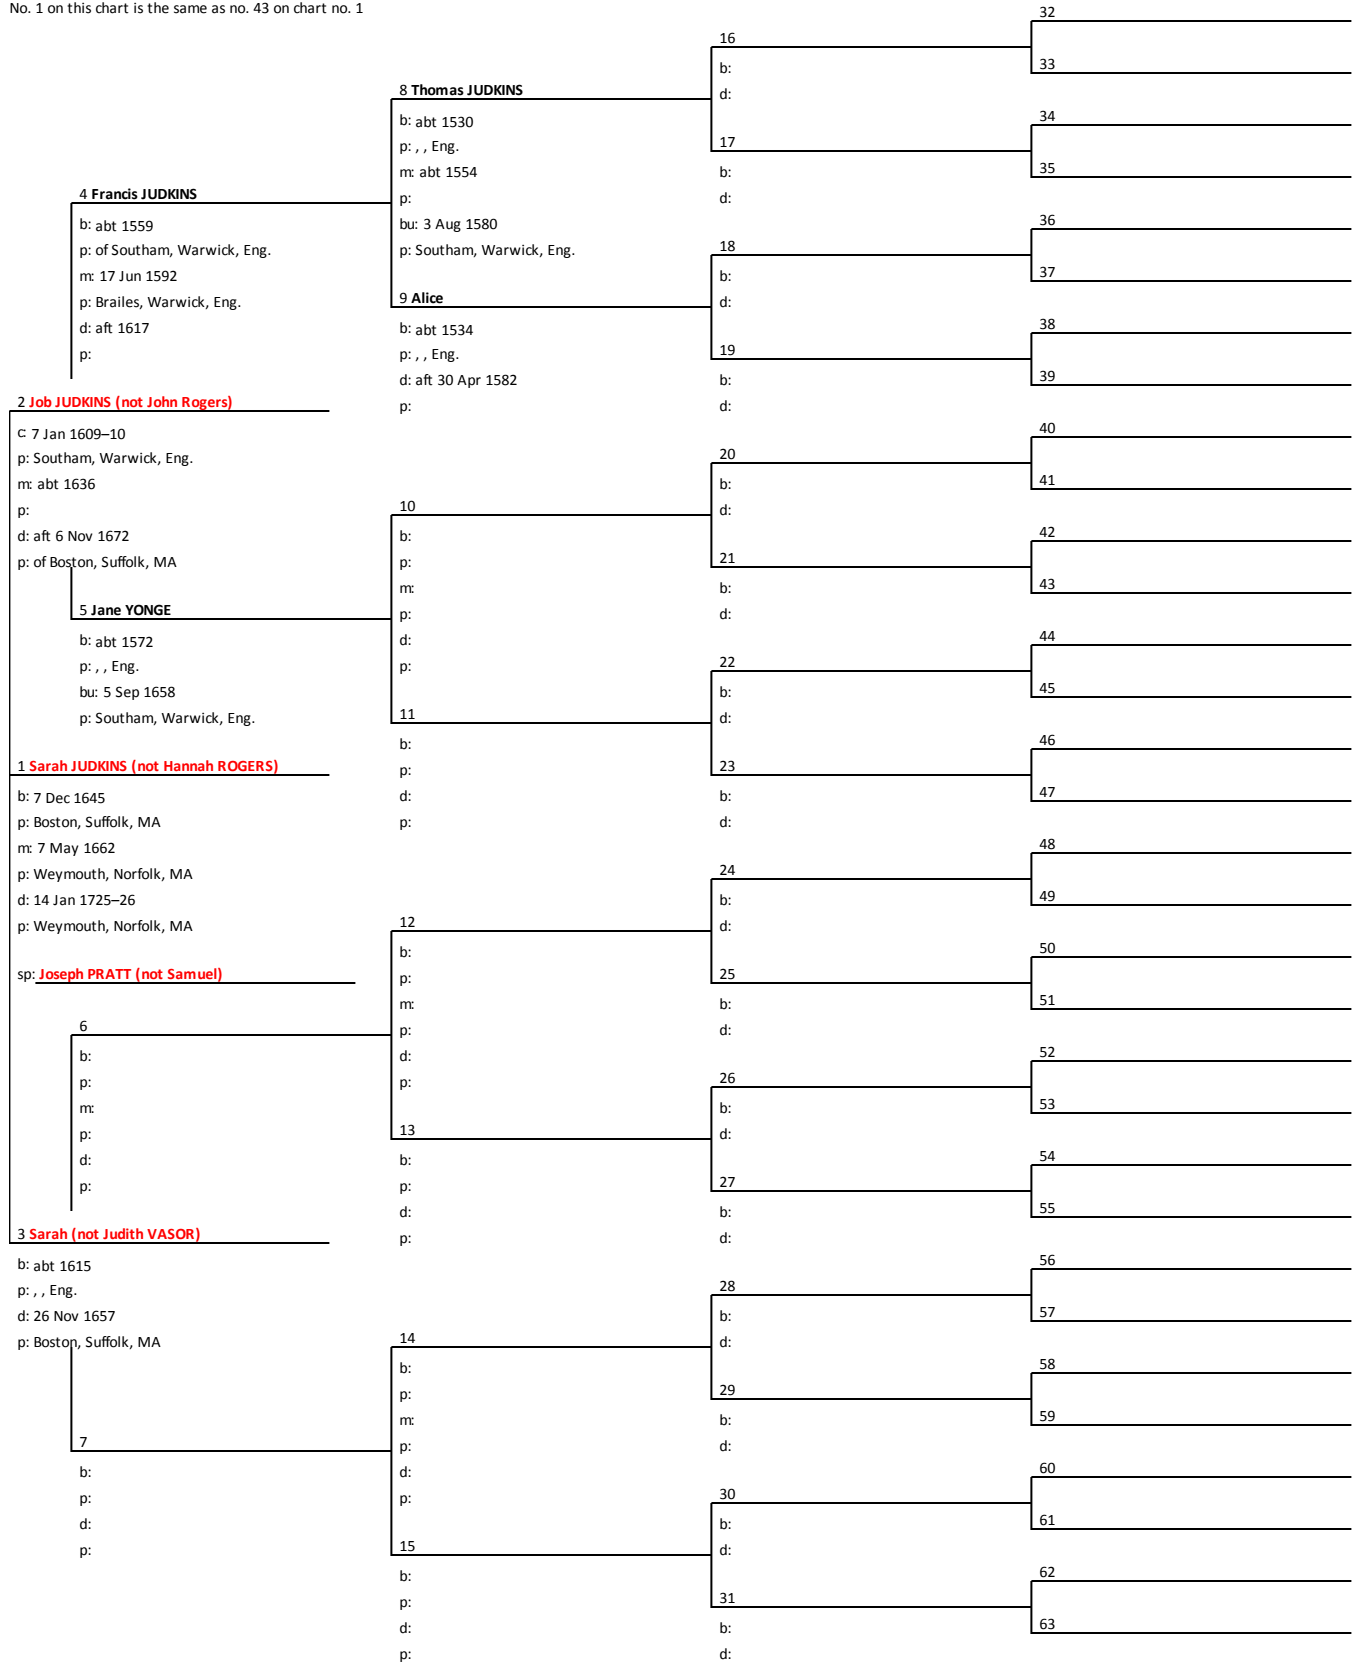 No. 1 on this chart is the same as no. 43 on chart no. 1
4 Francis JUDKINS
b: abt 1559
p: of Southam, Warwick, Eng.
m: 17 Jun 1592
p: Brailes, Warwick, Eng.
d: aft 1617
p:
2 Job JUDKINS (not John Rogers)
c: 7 Jan 1609–10
p: Southam, Warwick, Eng.
m: abt 1636
p:
d: aft 6 Nov 1672
p: of Boston, Suffolk, MA
5 Jane YONGE
b: abt 1572
p: , , Eng.
bu: 5 Sep 1658
p: Southam, Warwick, Eng.
1 Sarah JUDKINS (not Hannah ROGERS)
b: 7 Dec 1645
p: Boston, Suffolk, MA
m: 7 May 1662
p: Weymouth, Norfolk, MA
d: 14 Jan 1725–26
p: Weymouth, Norfolk, MA
sp: Joseph PRATT (not Samuel)
6
b:
p:
m:
p:
d:
p:
3 Sarah (not Judith VASOR)
b: abt 1615
p: , , Eng.
d: 26 Nov 1657
p: Boston, Suffolk, MA
7
b:
p:
d:
p:
8 Thomas JUDKINS
b: abt 1530
p: , , Eng.
m: abt 1554
p:
bu: 3 Aug 1580
p: Southam, Warwick, Eng.
9 Alice
b: abt 1534
p: , , Eng.
d: aft 30 Apr 1582
p:
10
b:
p:
m:
p:
d:
p:
11
b:
p:
d:
p:
12
b:
p:
m:
p:
d:
p:
13
b:
p:
d:
p:
14
b:
p:
m:
p:
d:
p:
15
b:
p:
d:
p:
16
b:
d:
17
b:
d:
18
b:
d:
19
b:
d:
20
b:
d:
21
b:
d:
22
b:
d:
23
b:
d:
24
b:
d:
25
b:
d:
26
b:
d:
27
b:
d:
28
b:
d:
29
b:
d:
30
b:
d:
31
b:
d:
32
33
34
35
36
37
38
39
40
41
42
43
44
45
46
47
48
49
50
51
52
53
54
55
56
57
58
59
60
61
62
63